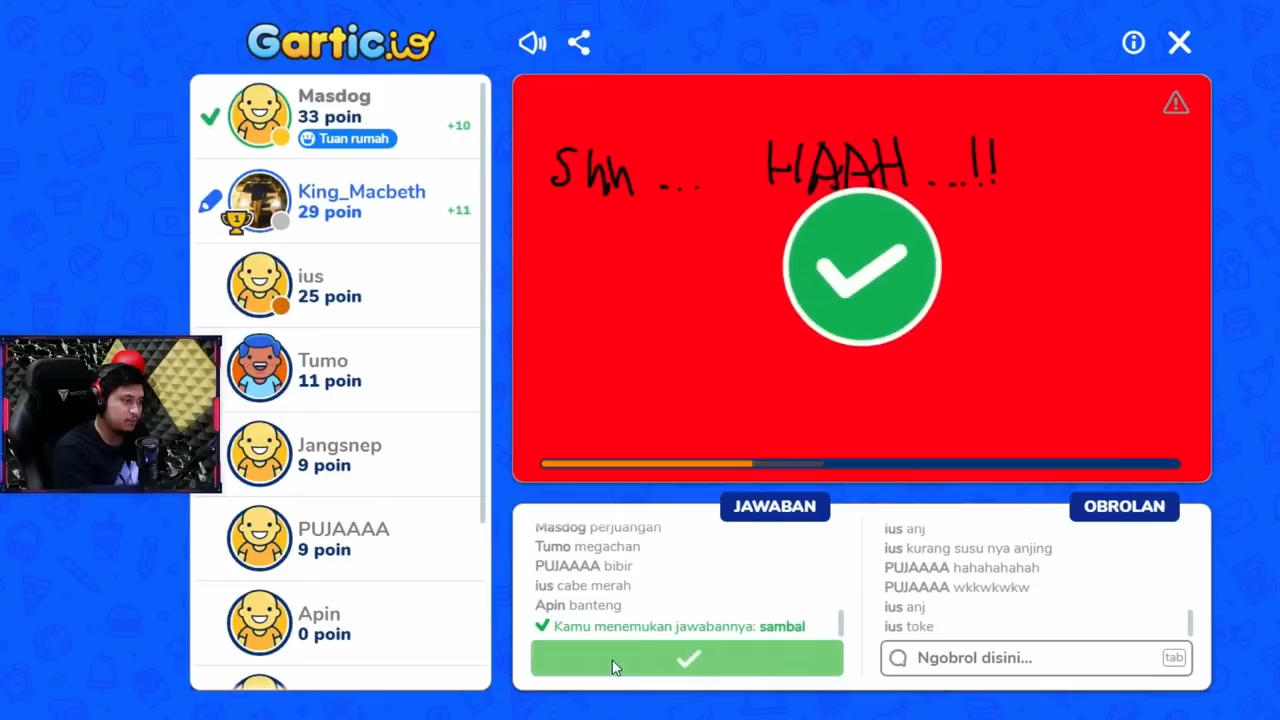 Gartic.io
Masdog
33 poin
Tuan rumah
+10
King_Macbeth
29 poin
+11
1
ius
25 poin
Tumo
11 poin
Jangsnep
9 poin
PUJAAAA
9 poin
Apin
0 poin
Shh ... HAAH ...!!
JAWABAN
Masdog perjuangan
Tumo megachan
PUJAAAA bibir
ius cabe merah
Apin banteng
Kamu menemukan jawabannya: sambal
OBROLAN
ius anj
ius kurang susu nya anjing
PUJAAAA hahahahahah
PUJAAAA wkkwkwkw
ius anj
ius toke
Ngobrol disini...
tab